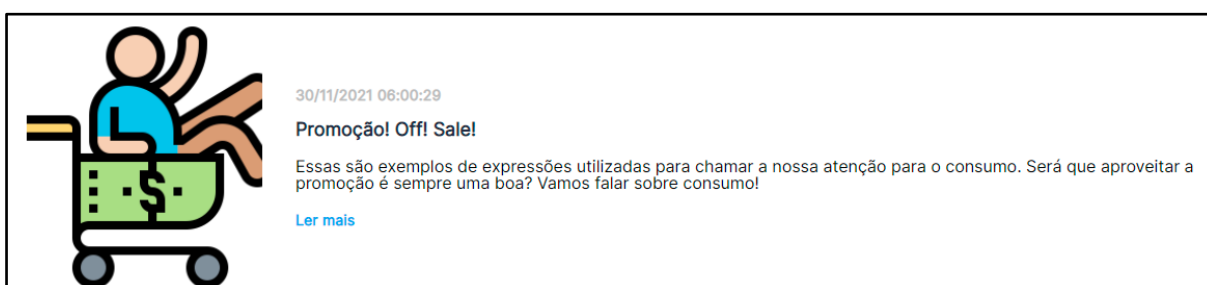 30/11/2021 06:00:29
Promoção! Off! Sale!
Essas são exemplos de expressões utilizadas para chamar a nossa atenção para o consumo. Será que aproveitar a
promoção é sempre uma boa? Vamos falar sobre consumo!
Ler mais
$